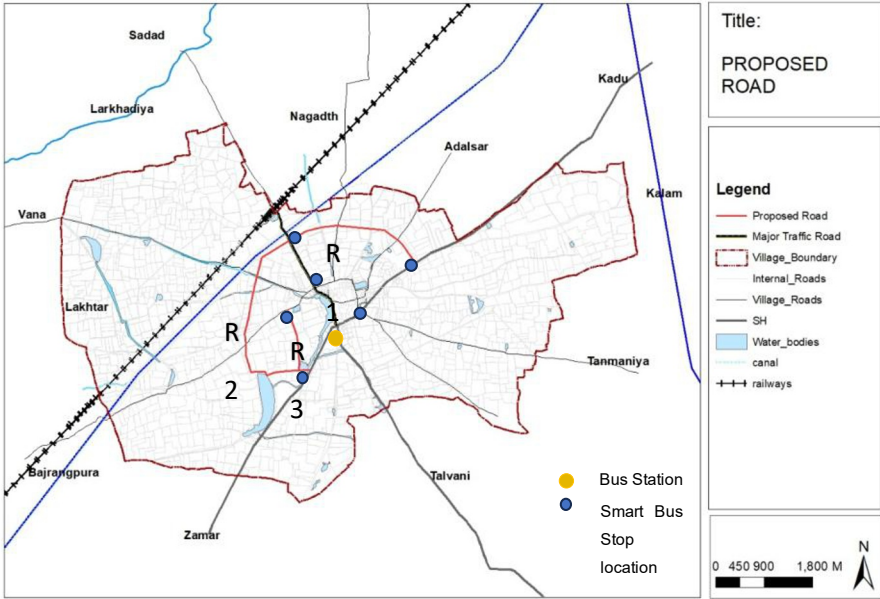 Title:
PROPOSED
ROAD
Sadad
Kadu
Larkhadiya
Nagadth
Adalsar
Kalam
Vana
Lakhtar
R
1
R
R
2
3
Tanmaniya
Bajrangpura
Talvani
Zamar
Bus Station
Smart Bus
Stop
location
Legend
Proposed Road
Major Traffic Road
Village_Boundary
Internal_Roads
Village_Roads
SH
Water_bodies
canal
railways
0 450 900 1,800 M
N